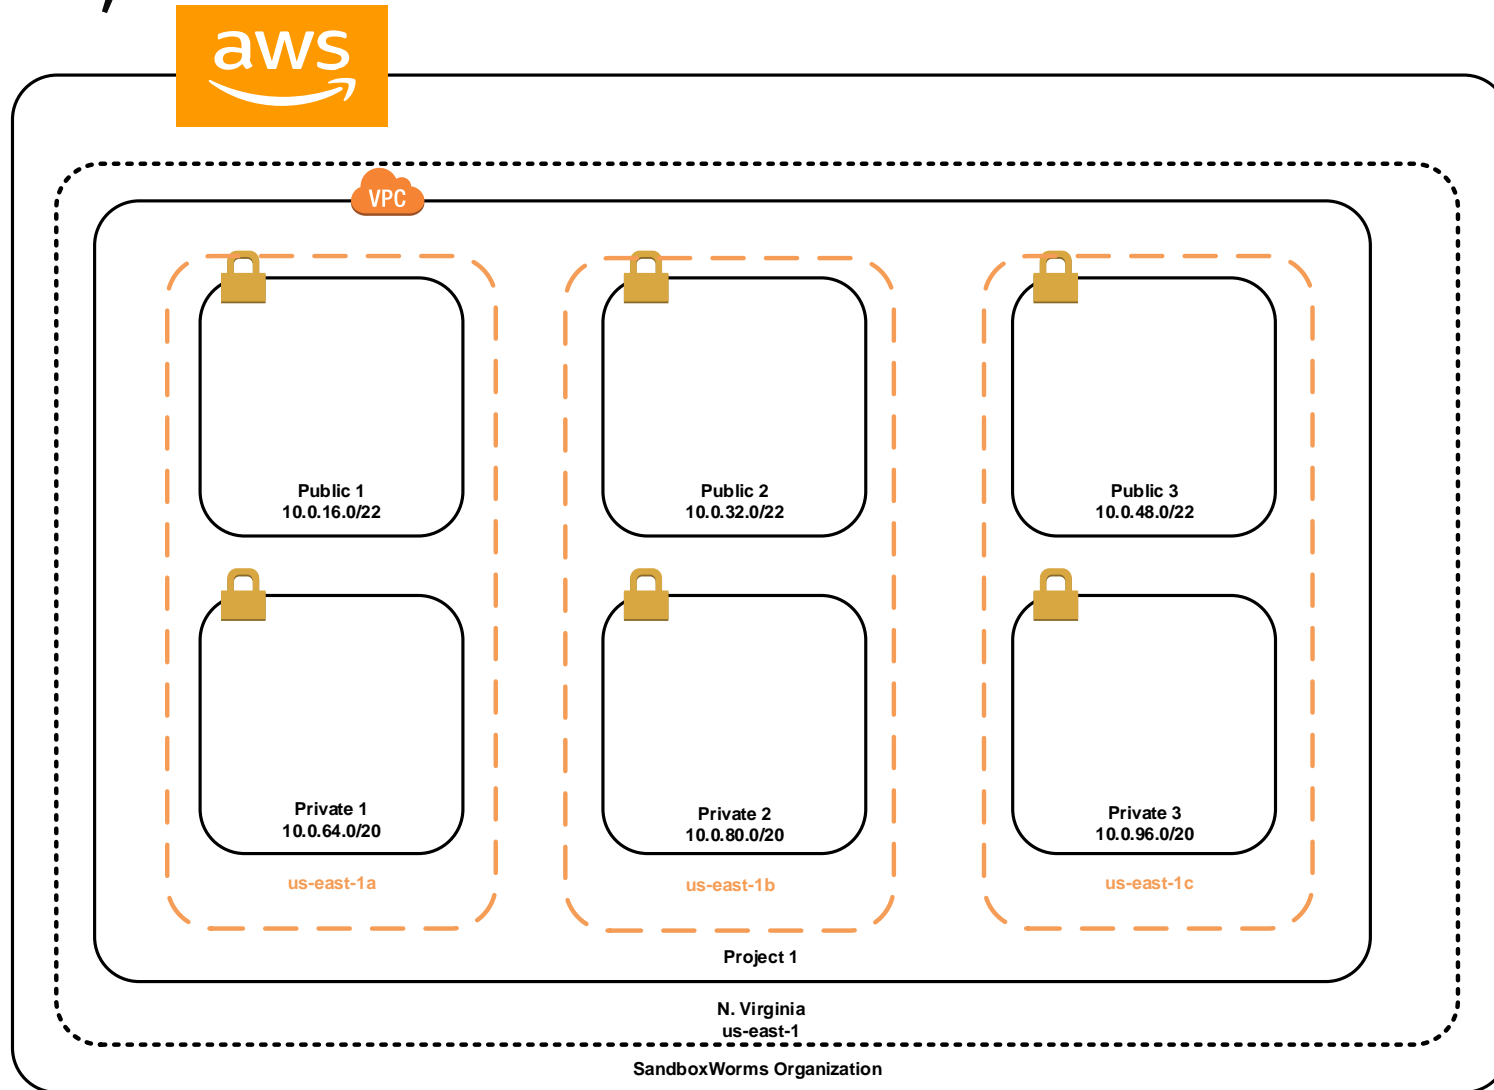 aws
VPC
Public 1
10.0.16.0/22
Public 2
10.0.32.0/22
Public 3
10.0.48.0/22
Private 1
10.0.64.0/20
Private 2
10.0.80.0/20
Private 3
10.0.96.0/20
us-east-1a
us-east-1b
us-east-1c
Project 1
N. Virginia
us-east-1
SandboxWorms Organization